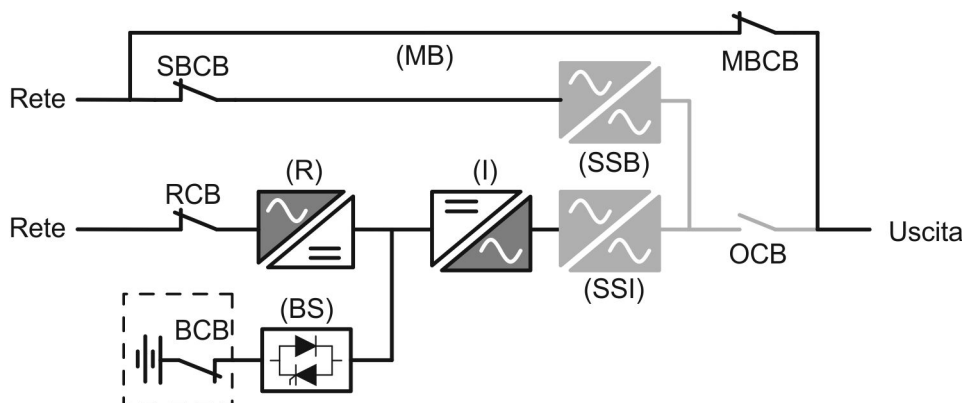 (MB)
MBCB
SBCB
Rete
(SSB)
RCB
(R)
(I)
Rete
Uscita
OCB
(SSI)
(BS)
BCB